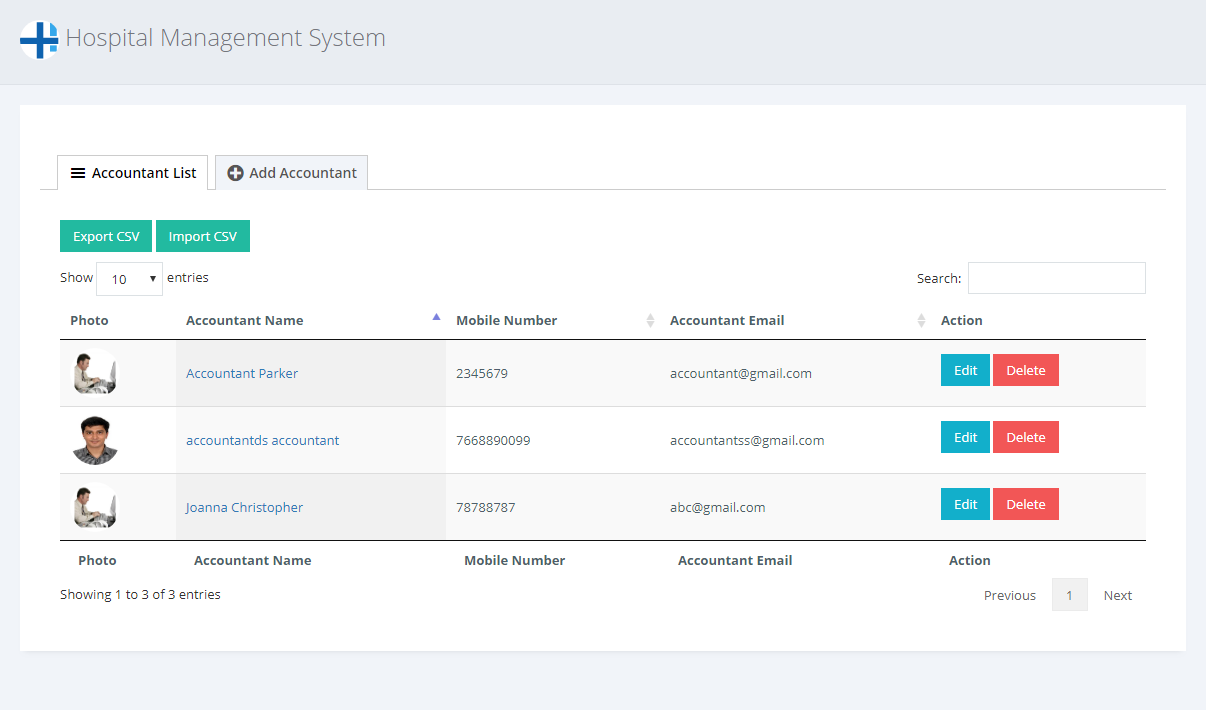 Hospital Management System
Accountant List Add Accountant
Export CSV Import CSV
Show 10 entries Search:
Photo Accountant Name Mobile Number Accountant Email Action
Accountant Parker 2345679 accountant@gmail.com Edit Delete
accountantds accountant 7668890099 accountantss@gmail.com Edit Delete
Joanna Christopher 78788787 abc@gmail.com Edit Delete
Photo Accountant Name Mobile Number Accountant Email Action
Showing 1 to 3 of 3 entries Previous 1 Next